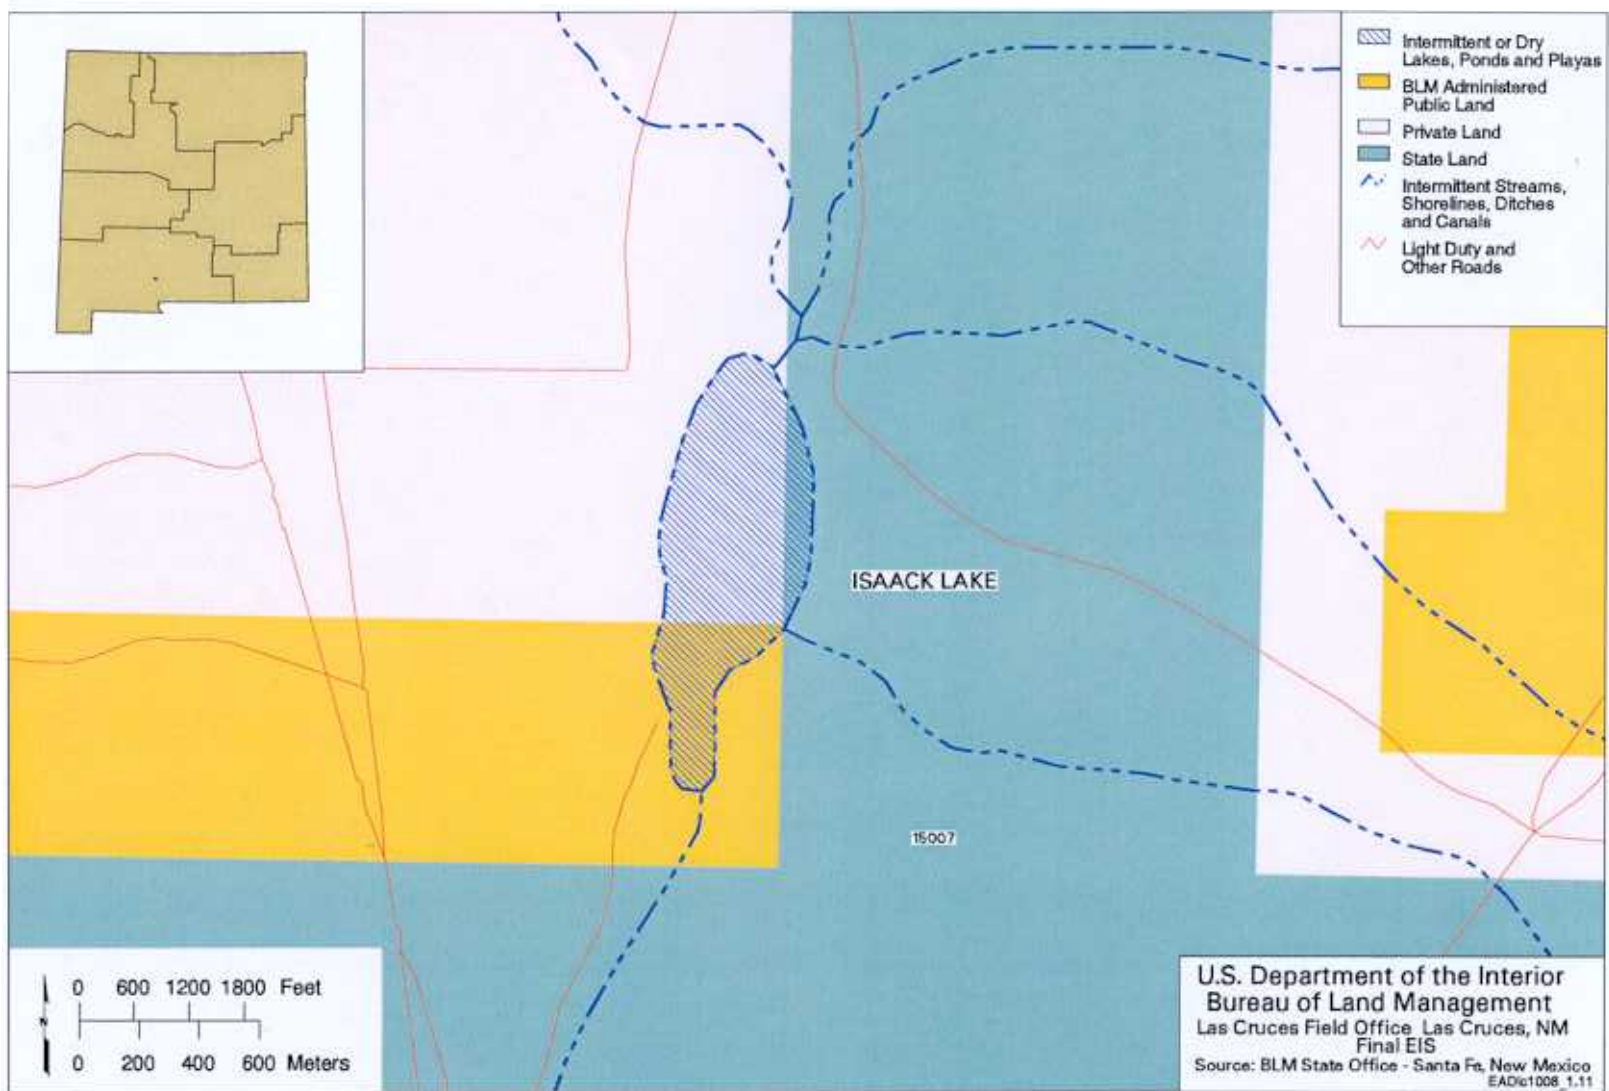 Intermittent or Dry
Lakes, Ponds and Playas
BLM Administered
Public Land
Private Land
State Land
Intermittent Streams,
Shorelines, Ditches
and Canals
Light Duty and
Other Roads
ISAACK LAKE
15007
0 600 1200 1800 Feet
N
0 200 400 600 Meters
U.S. Department of the Interior
Bureau of Land Management
Las Cruces Field Office Las Cruces, NM
Final EIS
Source: BLM State Office - Santa Fe, New Mexico
EADlc1008_1.11